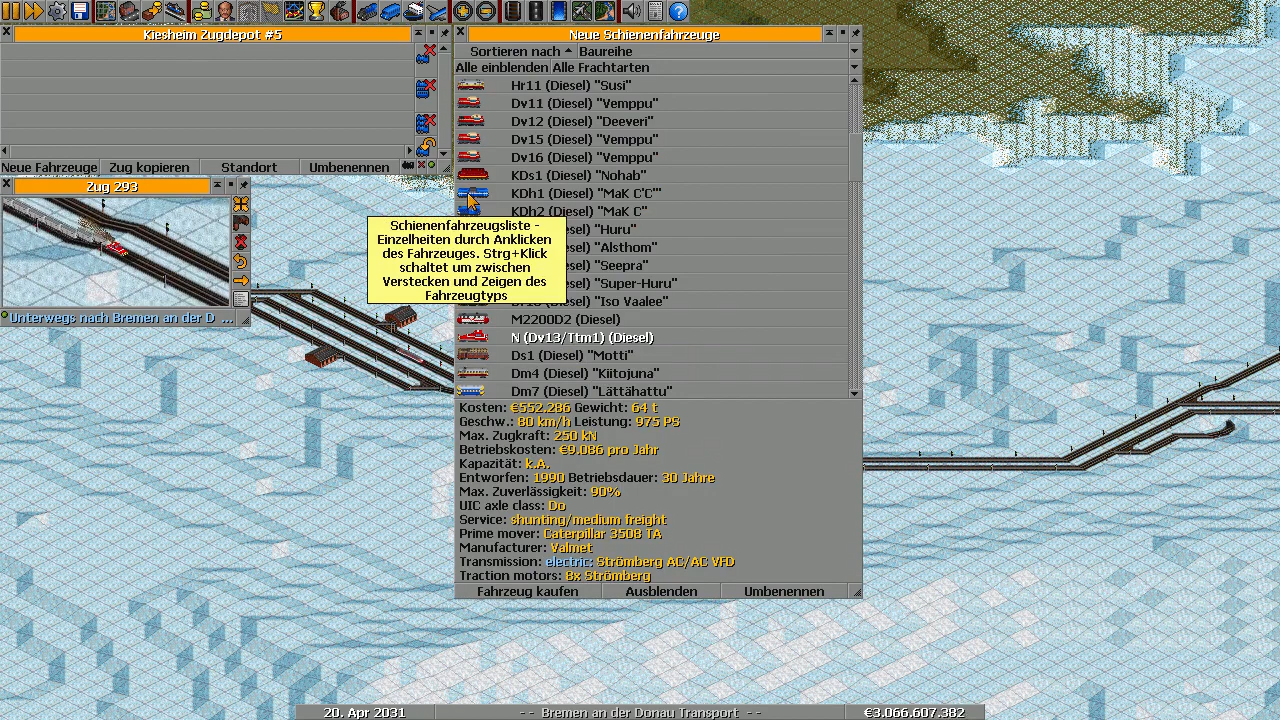 Kiesheim Zugdepot #5
Neue Fahrzeuge Zug kopieren Standort Umbenennen
Zug 293
Unterwegs nach Bremen an der D ...
Neue Schienenfahrzeuge
Sortieren nach Baureihe
Alle einblenden Alle Frachtarten
Hr11 (Diesel) "Susi"
Dv11 (Diesel) "Vemppu"
Dv12 (Diesel) "Deeveri"
Dv15 (Diesel) "Vemppu"
Dv16 (Diesel) "Vemppu"
KDs1 (Diesel) "Nohab"
KDh1 (Diesel) "MaK C'C'"
KDh2 (Diesel) "MaK C"
esel) "Huru"
esel) "Alsthom"
esel) "Seepra"
esel) "Super-Huru"
esel) "Iso Vaalee"
M2200D2 (Diesel)
N (Dv13/Ttm1) (Diesel)
Ds1 (Diesel) "Motti"
Dm4 (Diesel) "Kiitojuna"
Dm7 (Diesel) "Lättähattu"
Schienenfahrzeugsliste -
Einzelheiten durch Anklicken
des Fahrzeuges. Strg+Klick
schaltet um zwischen
Verstecken und Zeigen des
Fahrzeugtyps
Kosten: €552.286 Gewicht: 64 t
Geschw.: 80 km/h Leistung: 975 PS
Max. Zugkraft: 250 kN
Betriebskosten: €9.086 pro Jahr
Kapazität: k.A.
Entworfen: 1990 Betriebsdauer: 30 Jahre
Max. Zuverlässigkeit: 90%
UIC axle class: Do
Service: shunting/medium freight
Prime mover: Caterpillar 3508 TA
Manufacturer: Valmet
Transmission: electric: Strömberg AC/AC VFD
Traction motors: 8x Strömberg
Fahrzeug kaufen Ausblenden Umbenennen
20. Apr 2031 - - Bremen an der Donau Transport - - €3.066.607.382